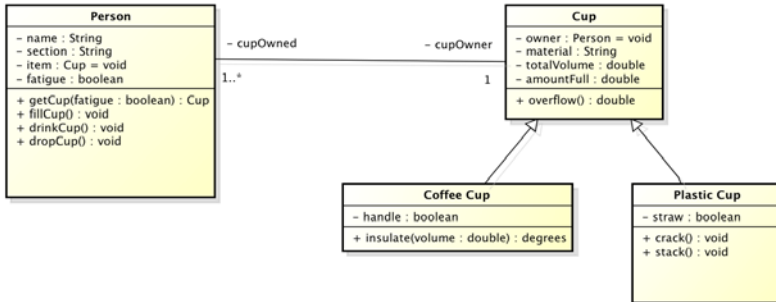 Person
- name : String
- section : String
- item : Cup = void
- fatigue : boolean
+ getCup(fatigue : boolean) : Cup
+ fillCup() : void
+ drinkCup() : void
+ dropCup() : void
- cupOwned
1..*
- cupOwner
1
Cup
- owner : Person = void
- material : String
- totalVolume : double
- amountFull : double
+ overflow() : double
Coffee Cup
- handle : boolean
+ insulate(volume : double) : degrees
Plastic Cup
- straw : boolean
+ crack() : void
+ stack() : void